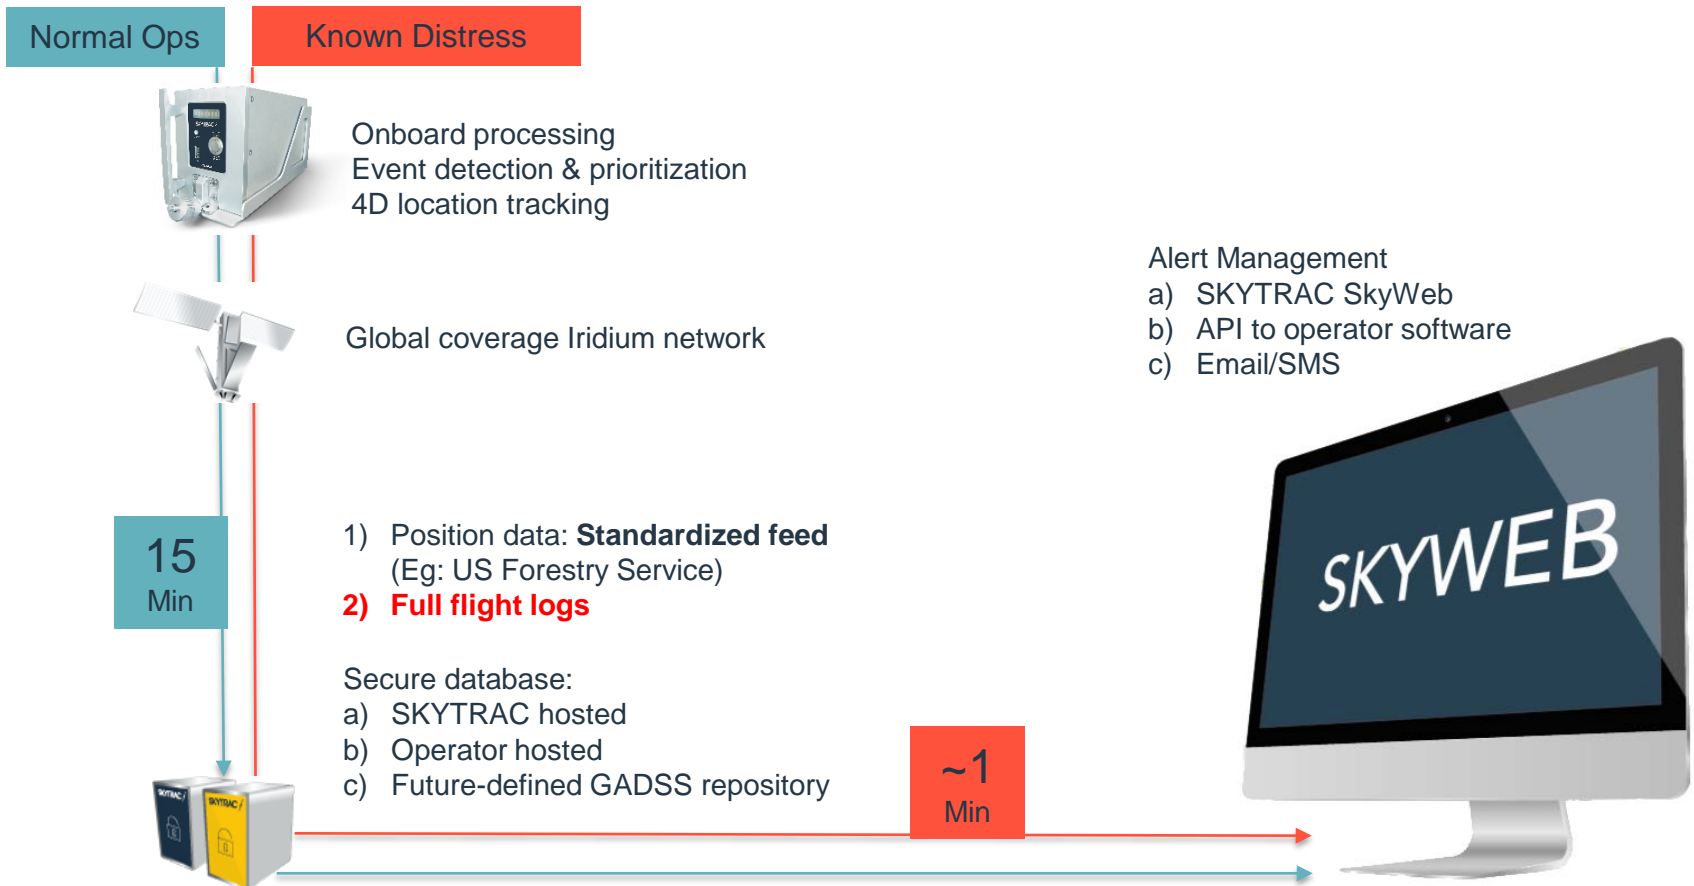 Normal Ops
Known Distress
Onboard processing
Event detection & prioritization
4D location tracking
Global coverage Iridium network
Alert Management
a) SKYTRAC SkyWeb
b) API to operator software
c) Email/SMS
SKYWEB
15
Min
1) Position data: Standardized feed
(Eg: US Forestry Service)
2) Full flight logs
Secure database:
a) SKYTRAC hosted
b) Operator hosted
c) Future-defined GADSS repository
~1
Min
SKYTRAC
SKYTRAC